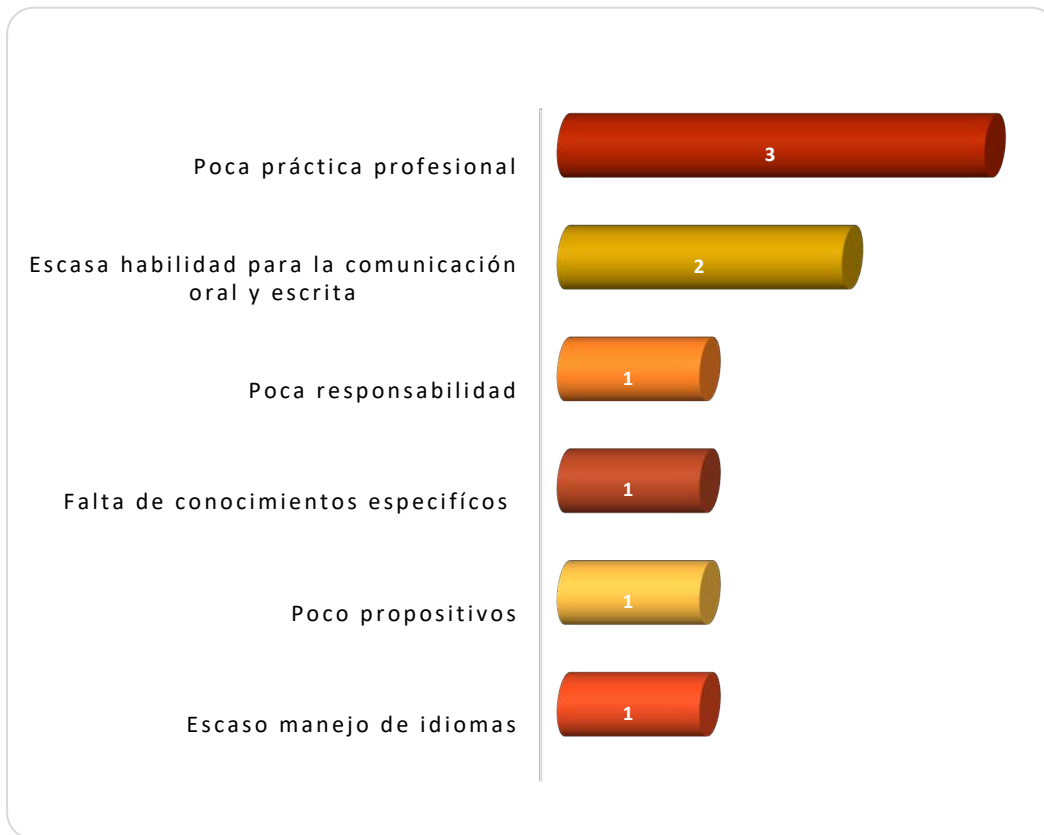 Poca práctica profesional
3
Escasa habilidad para la comunicación
oral y escrita
2
Poca responsabilidad
1
Falta de conocimientos especifícos
1
Poco propositivos
1
Escaso manejo de idiomas
1